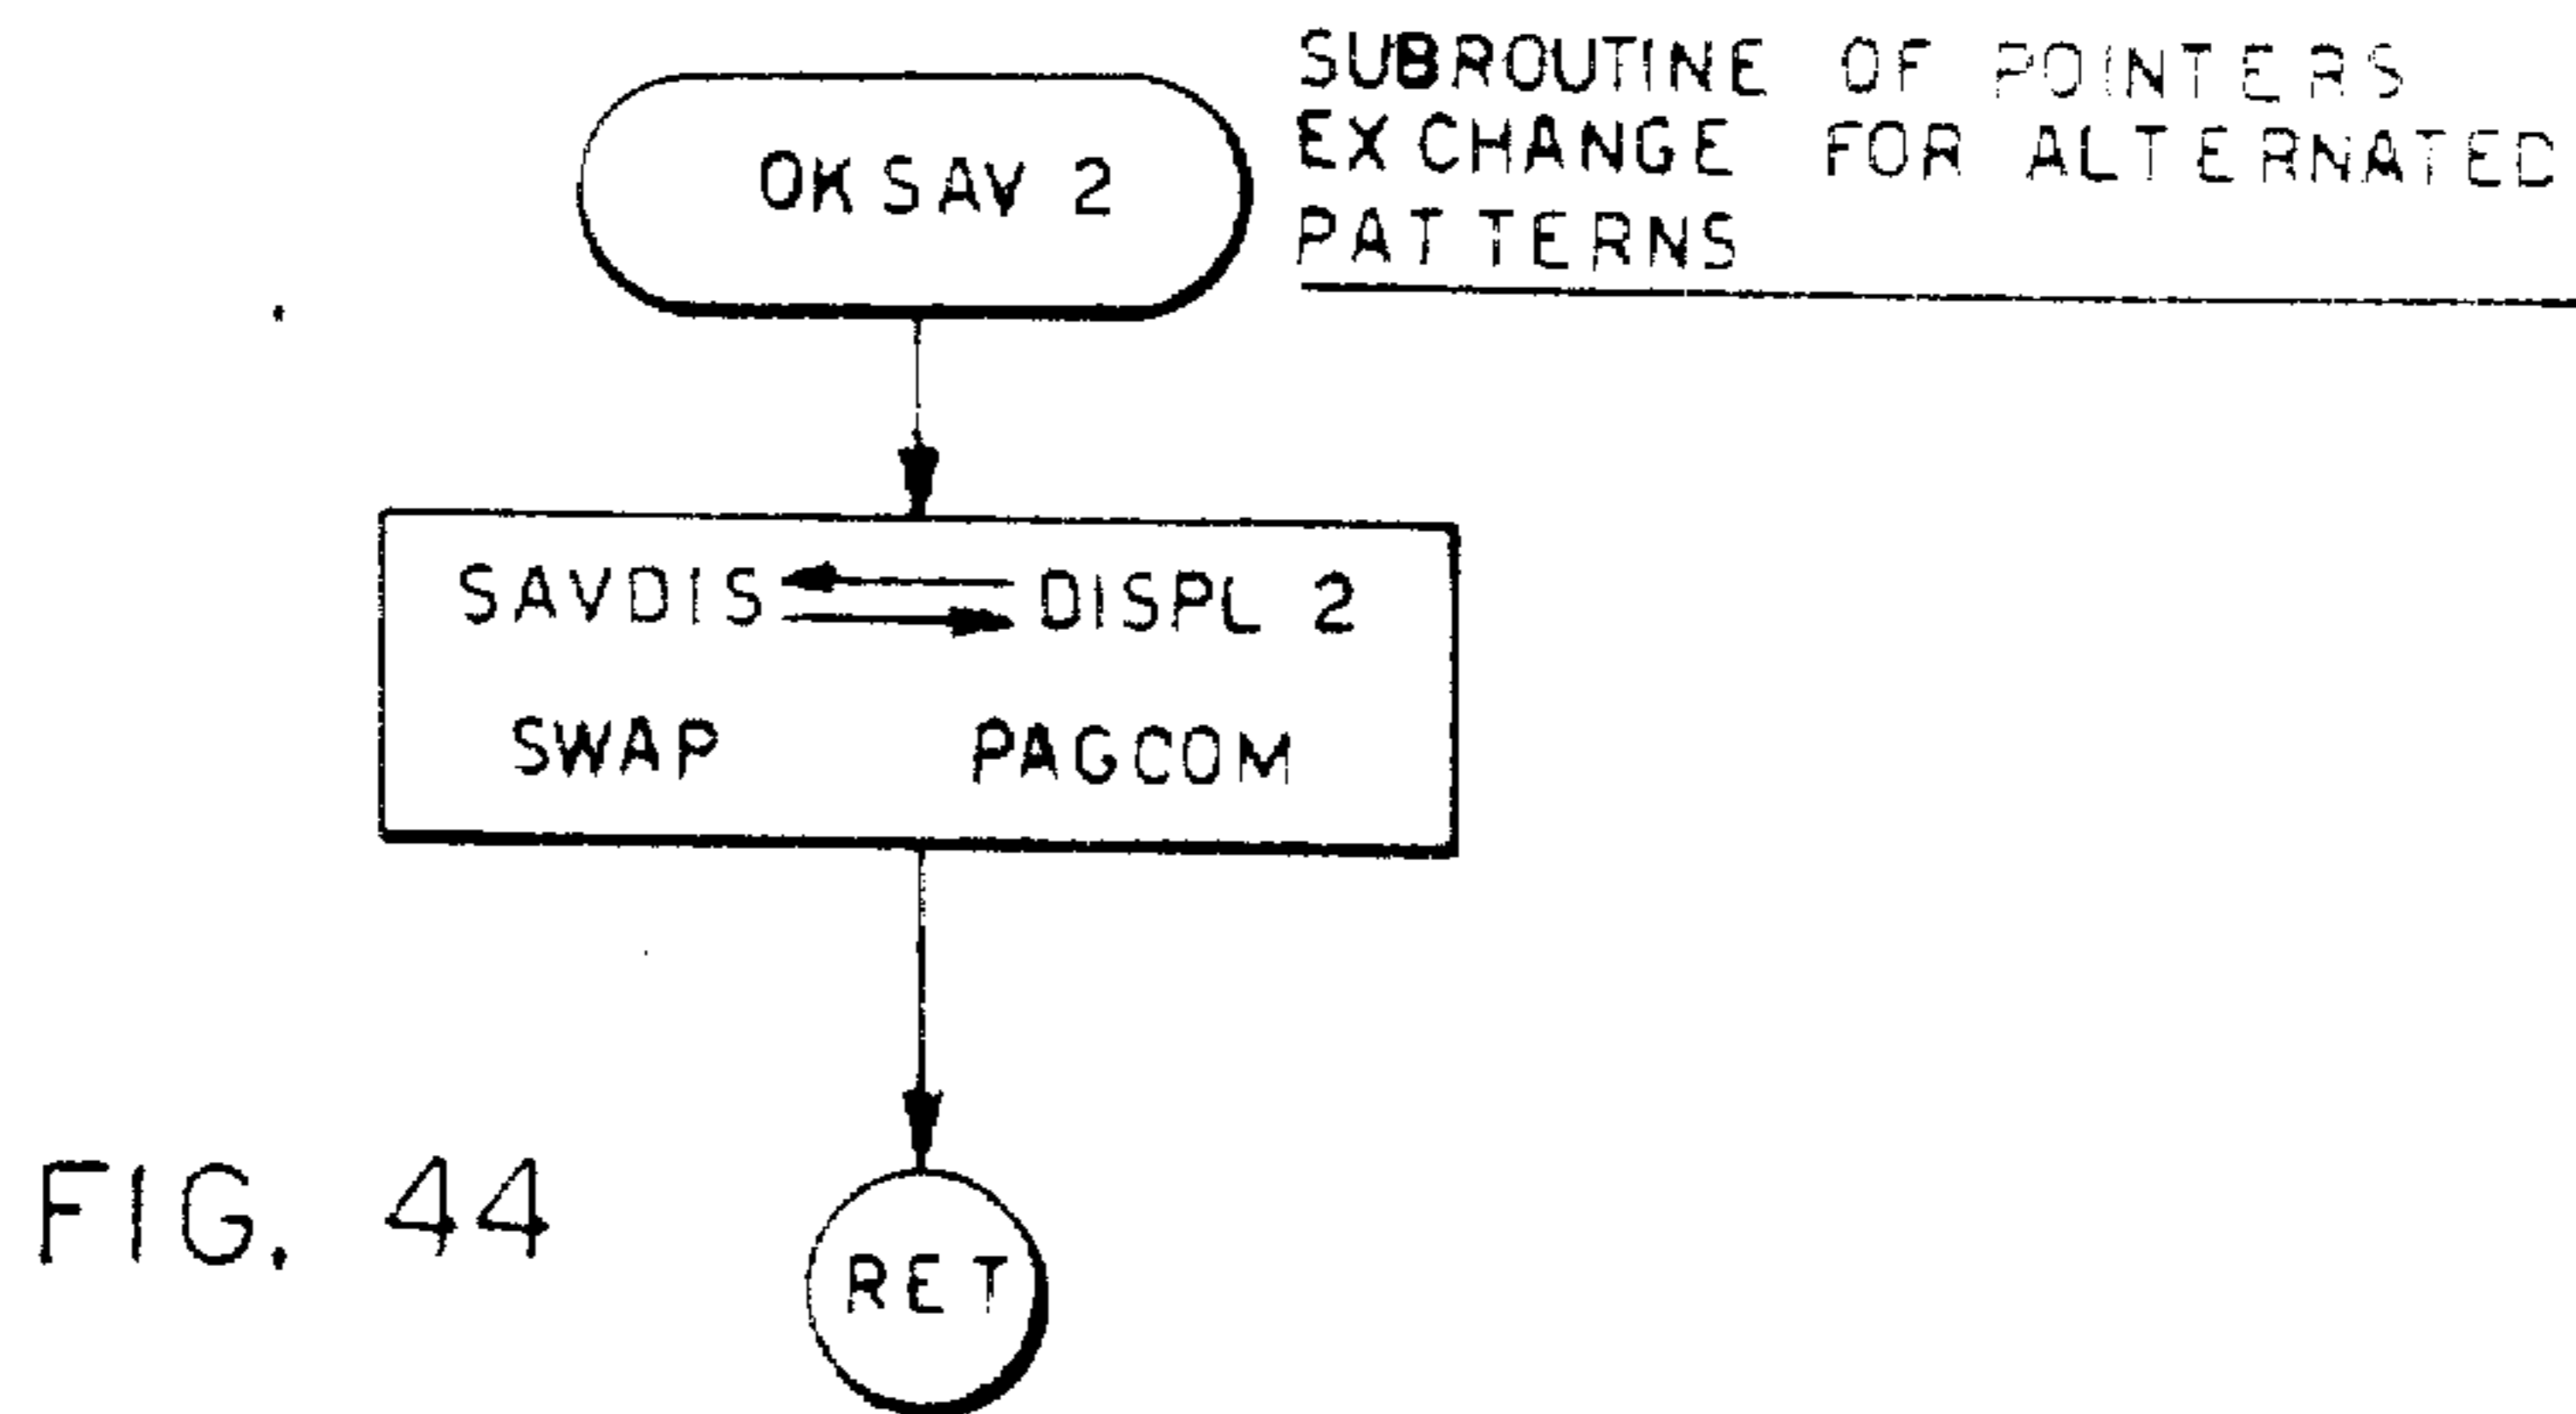 OKSAV 2
SUBROUTINE OF POINTERS
EXCHANGE FOR ALTERNATED
PATTERNS
SAVDIS DISPL 2
SWAP PAGCOM
RET
FIG. 44